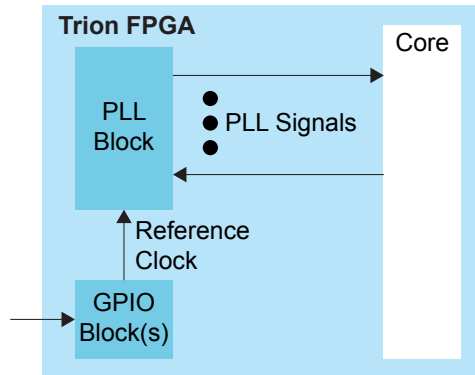 Trion FPGA
Core
PLL
Block
PLL Signals
Reference
Clock
GPIO
Block(s)